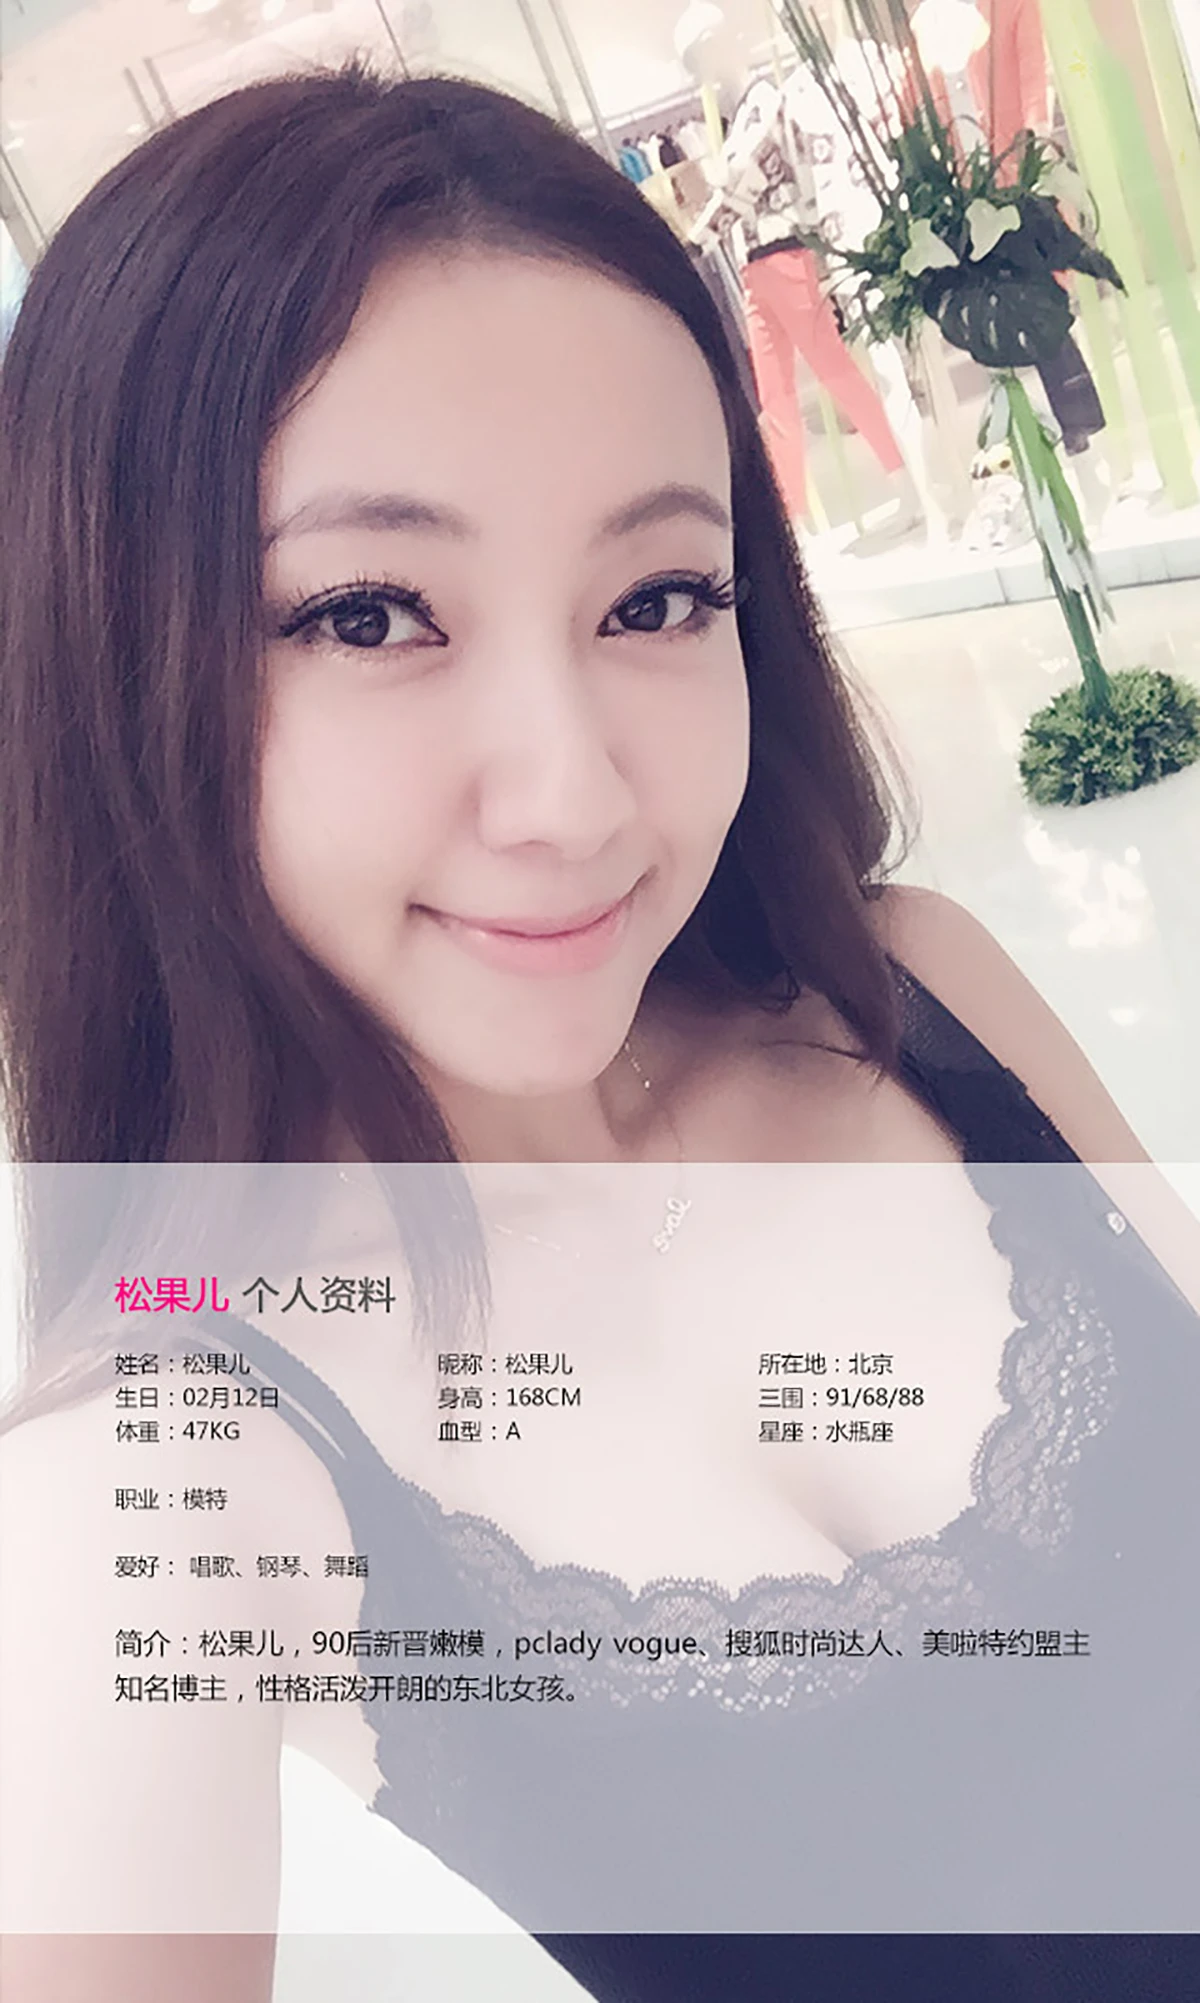 松果儿 个人资料
姓名：松果儿 昵称：松果儿 所在地：北京
生日：02月12日 身高：168CM 三围：91/68/88
体重：47KG 血型：A 星座：水瓶座
职业：模特
爱好： 唱歌、钢琴、舞蹈
简介：松果儿，90后新晋嫩模，pclady vogue、搜狐时尚达人、美啦特约盟主
知名博主，性格活泼开朗的东北女孩。